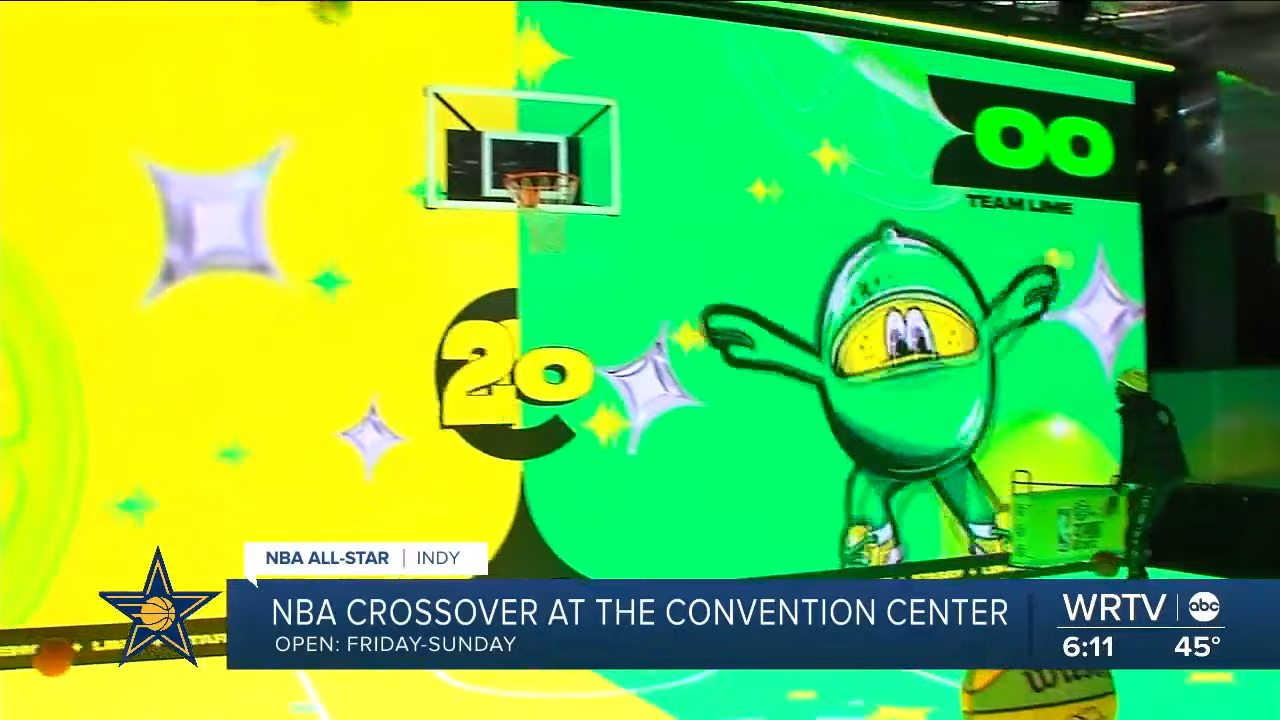 00
TEAM LIME
20
NBA ALL-STAR | INDY
NBA CROSSOVER AT THE CONVENTION CENTER
OPEN: FRIDAY-SUNDAY
WRTV | abc
6:11 45°
Wilson